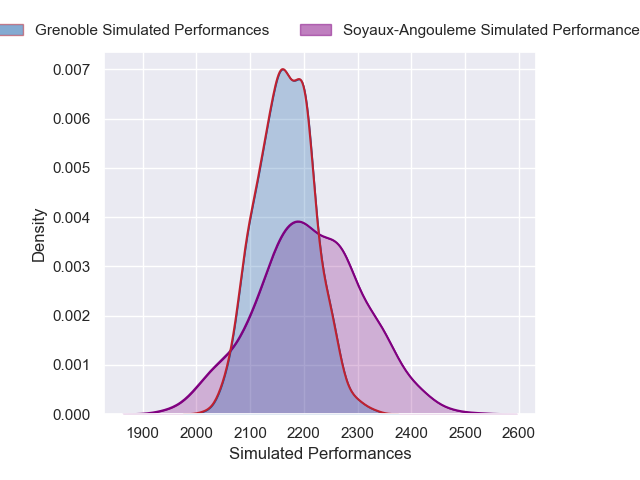 Grenoble Simulated Performances Soyaux-Angouleme Simulated Performance
0.007
0.006
0.005
0.004
0.003
0.002
0.001
0.000
Density
1900 2000 2100 2200 2300 2400 2500 2600
Simulated Performances